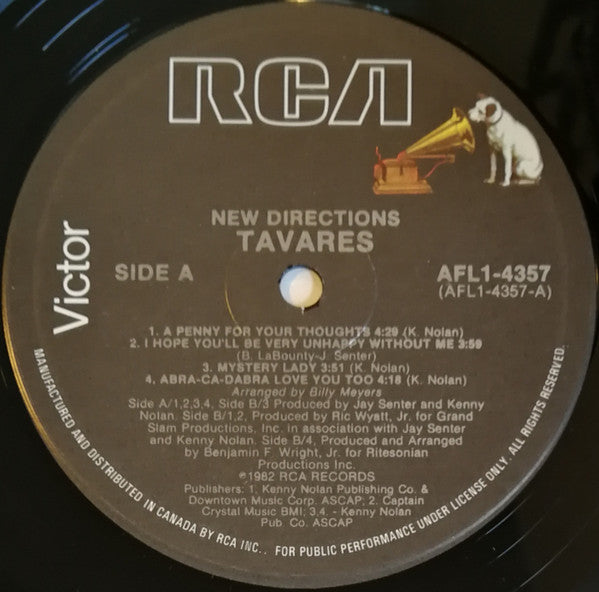 RCA
Victor
NEW DIRECTIONS
TAVARES
SIDE A
AFL1-4357
(AFL1-4357-A)
1. A PENNY FOR YOUR THOUGHTS 4:29 (K. Nolan)
2. I HOPE YOU'LL BE VERY UNHAPPY WITHOUT ME 3:59
(B. LaBounty-J. Senter)
3. MYSTERY LADY 3:51 (K. Nolan)
4. ABRA-CA-DABRA LOVE YOU TOO 4:18 (K. Nolan)
Arranged by Billy Meyers
Side A/1,2,3,4, Side B/3 Produced by Jay Senter and Kenny
Nolan. Side B/1,2, Produced by Ric Wyatt, Jr. for Grand
Slam Productions, Inc. in association with Jay Senter
and Kenny Nolan. Side B/4, Produced and Arranged
by Benjamin F. Wright, Jr. for Ritesonian
Productions Inc.
℗1982 RCA RECORDS
Publishers: 1. Kenny Nolan Publishing Co. &
Downtown Music Corp. ASCAP; 2. Captain
Crystal Music BMI; 3,4. - Kenny Nolan
Pub. Co. ASCAP
MANUFACTURED AND DISTRIBUTED IN CANADA BY RCA INC.. FOR PUBLIC PERFORMANCE UNDER LICENSE ONLY. ALL RIGHTS RESERVED.